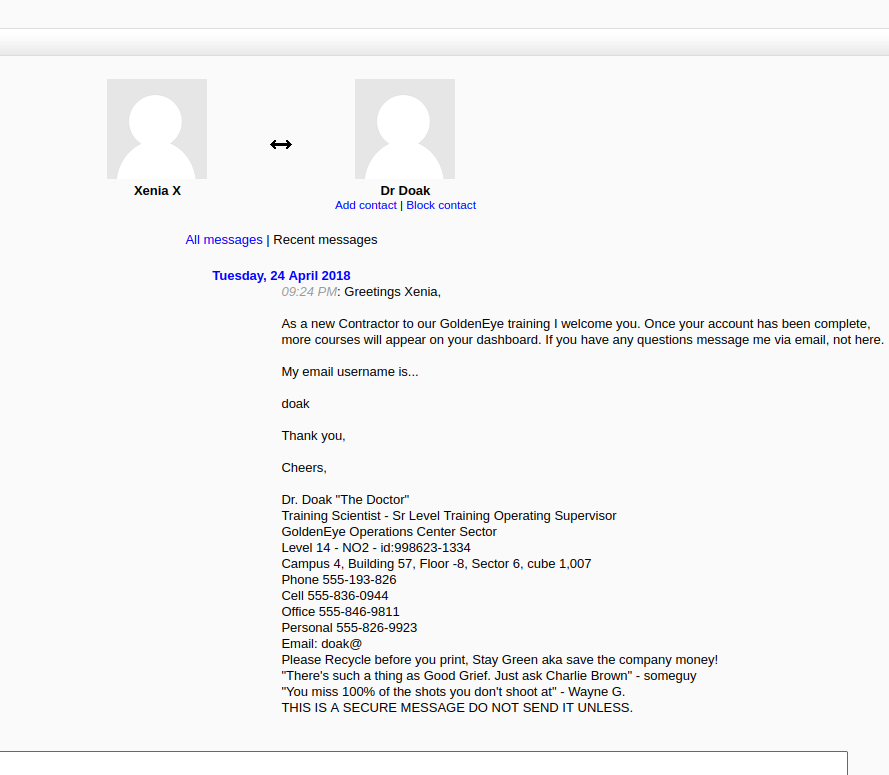 Xenia X
Dr Doak
Add contact | Block contact
All messages | Recent messages
Tuesday, 24 April 2018
09:24 PM: Greetings Xenia,
As a new Contractor to our GoldenEye training I welcome you. Once your account has been complete,
more courses will appear on your dashboard. If you have any questions message me via email, not here.
My email username is...
doak
Thank you,
Cheers,
Dr. Doak "The Doctor"
Training Scientist - Sr Level Training Operating Supervisor
GoldenEye Operations Center Sector
Level 14 - NO2 - id:998623-1334
Campus 4, Building 57, Floor -8, Sector 6, cube 1,007
Phone 555-193-826
Cell 555-836-0944
Office 555-846-9811
Personal 555-826-9923
Email: doak@
Please Recycle before you print, Stay Green aka save the company money!
"There's such a thing as Good Grief. Just ask Charlie Brown" - someguy
"You miss 100% of the shots you don't shoot at" - Wayne G.
THIS IS A SECURE MESSAGE DO NOT SEND IT UNLESS.